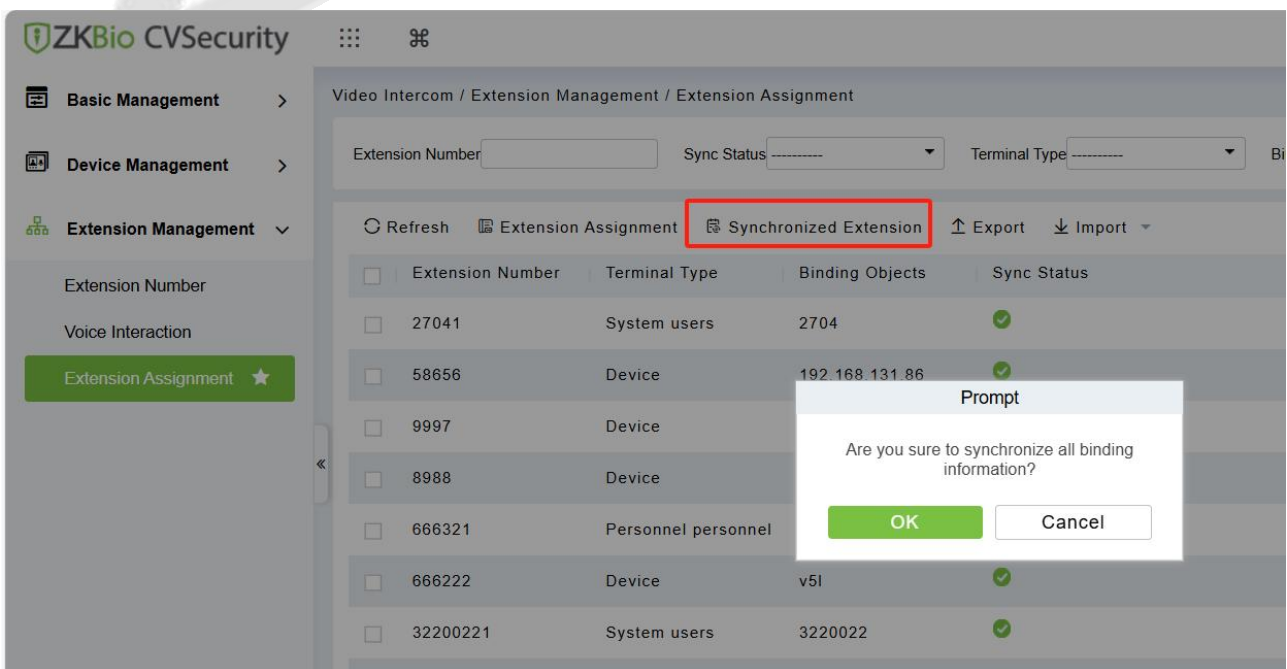 ZKBio CVSecurity
Basic Management
Device Management
Extension Management
Extension Number
Voice Interaction
Extension Assignment
Video Intercom / Extension Management / Extension Assignment
Extension Number Sync Status ---------- Terminal Type ---------- Bi
Refresh Extension Assignment Synchronized Extension Export Import
Extension Number Terminal Type Binding Objects Sync Status
27041 System users 2704
58656 Device 192.168.131.86
9997 Device
8988 Device
666321 Personnel personnel
666222 Device v5l
32200221 System users 3220022
Prompt
Are you sure to synchronize all binding
information?
OK Cancel